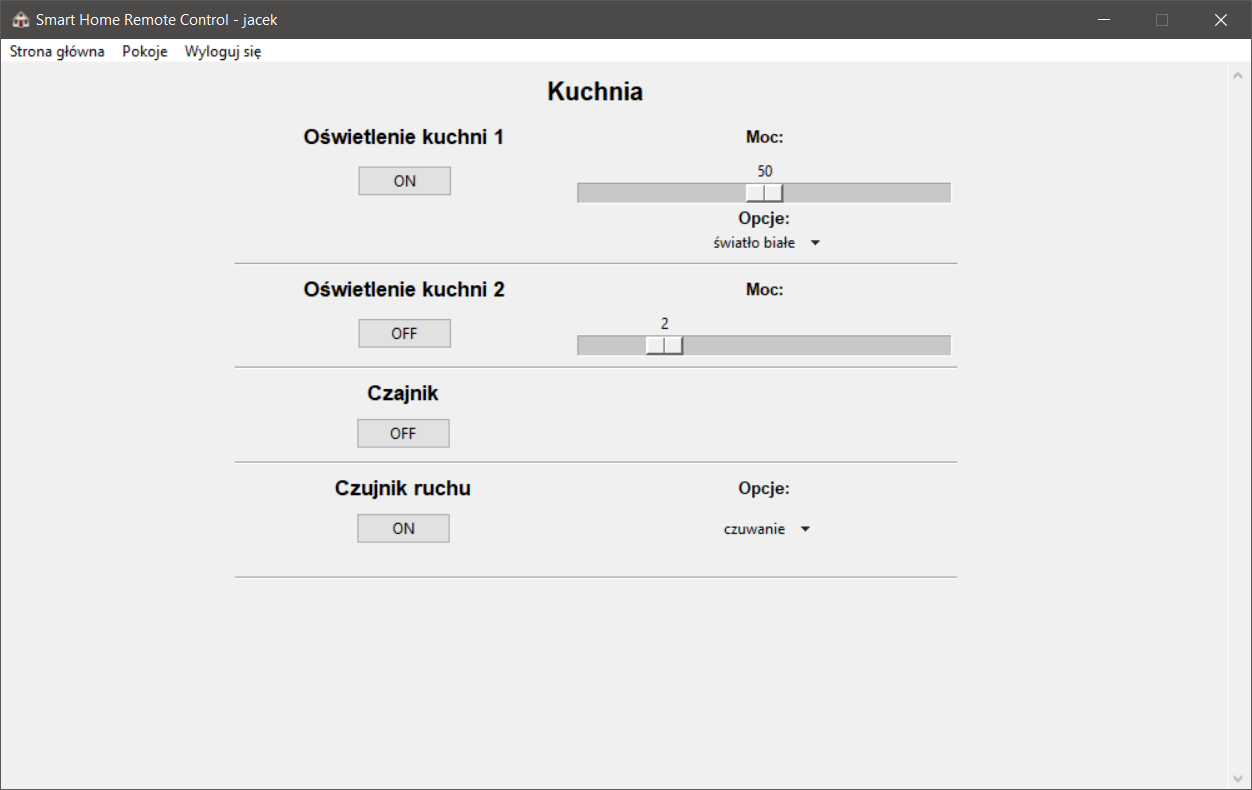 Smart Home Remote Control - jacek
Strona główna Pokoje Wyloguj się
Kuchnia
Oświetlenie kuchni 1 Moc:
ON 50
Opcje:
światło białe
Oświetlenie kuchni 2 Moc:
OFF 2
Czajnik
OFF
Czujnik ruchu Opcje:
ON czuwanie